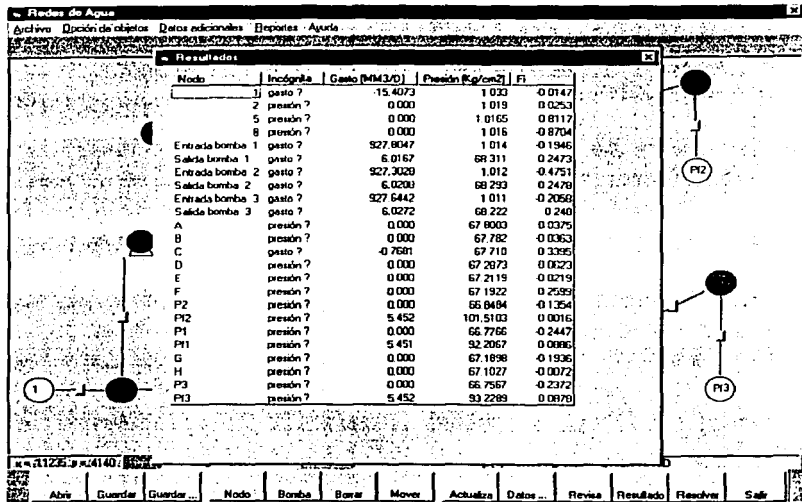 Redes de Agua
Archivo Opción de objetos Datos adicionales Reportes Ayuda
Resultados
Nodo Incógnita Gasto [MM3/D] Presión [Kg/cm2] Fi
1 gasto ? -15.4073 1.033 -0.0147
2 presión ? 0.000 1.019 0.0253
5 presión ? 0.000 1.0165 0.8117
8 presión ? 0.000 1.016 -0.8704
Entrada bomba 1 gasto ? 927.8047 1.014 -0.1946
Salida bomba 1 gasto ? 6.0167 68.311 0.2473
Entrada bomba 2 gasto ? 927.3028 1.012 -0.4751
Salida bomba 2 gasto ? 6.0208 68.293 0.2478
Entrada bomba 3 gasto ? 927.6442 1.011 -0.2058
Salida bomba 3 gasto ? 6.0272 68.222 0.240
A presión ? 0.000 67.8003 0.0375
B presión ? 0.000 67.782 -0.0363
C gasto ? -0.7681 67.710 0.3395
D presión ? 0.000 67.2873 0.0623
E presión ? 0.000 67.2119 0.0219
F presión ? 0.000 67.1922 0.2599
P2 presión ? 0.000 66.8484 -0.1354
Pf2 presión ? 5.452 101.5103 0.0016
P1 presión ? 0.000 66.7766 -0.2447
Pf1 presión ? 5.451 92.2067 0.0886
G presión ? 0.000 67.1898 -0.1936
H presión ? 0.000 67.1027 -0.0072
P3 presión ? 0.000 66.7567 -0.2372
Pf3 presión ? 5.452 93.2289 0.0878
Pf2
1
Pf3
Abrir Guardar Guardar... Nodo Bomba Borrar Mover Actualiza Datos... Revisa Resultado Resolver Salir